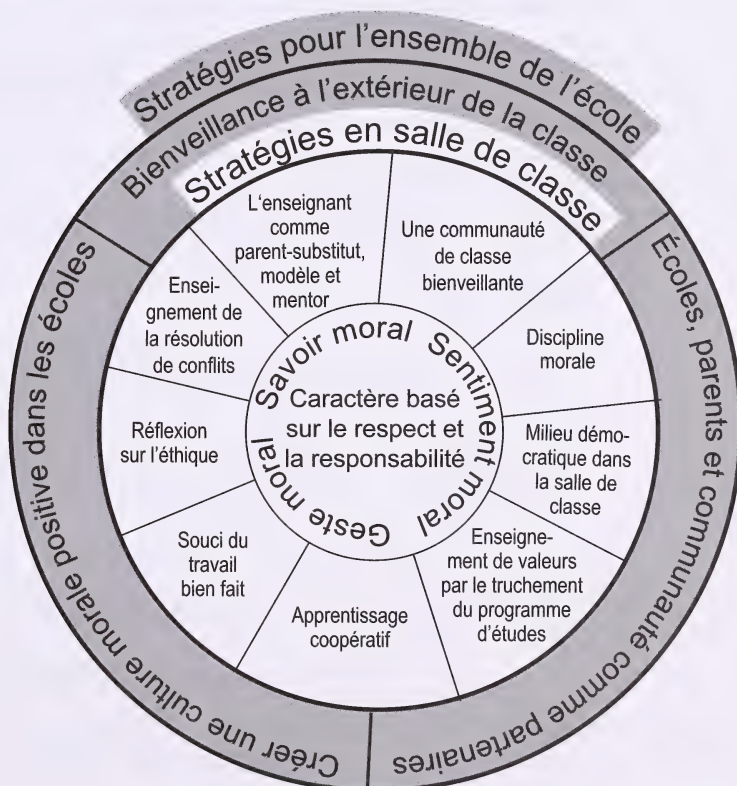 Stratégies pour l'ensemble de l'école
Bienveillance à l'extérieur de la classe
Stratégies en salle de classe
L'enseignant
comme
parent-substitut,
modèle et
mentor
Une communauté
de classe
bienveillante
Discipline
morale
Milieu démo-
cratique dans
la salle de
classe
Enseigne-
ment de valeurs
par le truchement
du programme
d'études
Apprentissage
coopératif
Souci du
travail
bien fait
Réflexion
sur l'éthique
Ensei-
gnement de
la résolution
de conflits
Savoir moral
Sentiment moral
Geste moral
Caractère basé
sur le respect et
la responsabilité
Écoles, parents et communauté comme partenaires
Créer une culture morale positive dans les écoles